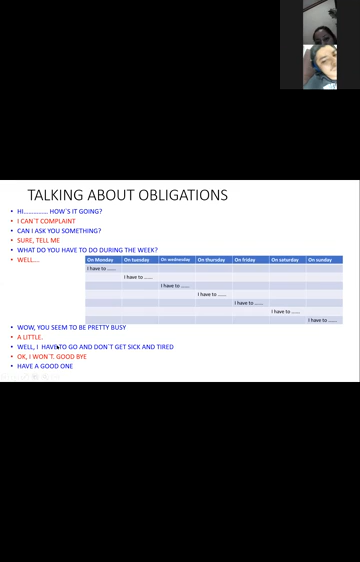 TALKING ABOUT OBLIGATIONS
• HI.............. HOW´S IT GOING?
• I CAN´T COMPLAINT
• CAN I ASK YOU SOMETHING?
• SURE, TELL ME
• WHAT DO YOU HAVE TO DO DURING THE WEEK?
• WELL....
On Monday On tuesday On wednesday On thursday On friday On saturday On sunday
I have to ......
I have to ......
I have to ......
I have to ......
I have to ......
I have to ......
I have to ......
• WOW, YOU SEEM TO BE PRETTY BUSY
• A LITTLE.
• WELL, I HAVE TO GO AND DON´T GET SICK AND TIRED
• OK, I WON´T. GOOD BYE
• HAVE A GOOD ONE